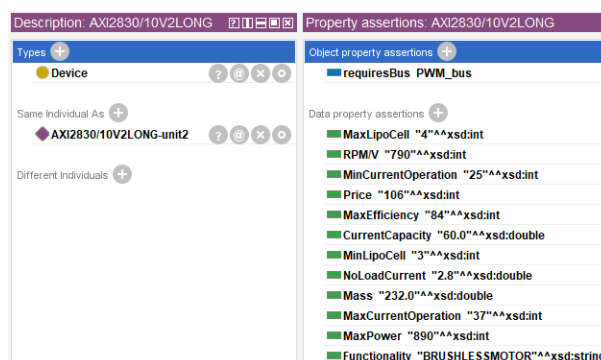 Description: AXI2830/10V2LONG
Types
Device
Same Individual As
AXI2830/10V2LONG-unit2
Different Individuals
Property assertions: AXI2830/10V2LONG
Object property assertions
requiresBus PWM_bus
Data property assertions
MaxLipoCell "4"^^xsd:int
RPM/V "790"^^xsd:int
MinCurrentOperation "25"^^xsd:int
Price "106"^^xsd:int
MaxEfficiency "84"^^xsd:int
CurrentCapacity "60.0"^^xsd:double
MinLipoCell "3"^^xsd:int
NoLoadCurrent "2.8"^^xsd:double
Mass "232.0"^^xsd:double
MaxCurrentOperation "37"^^xsd:int
MaxPower "890"^^xsd:int
Functionality "BRUSHLESSMOTOR"^^xsd:string